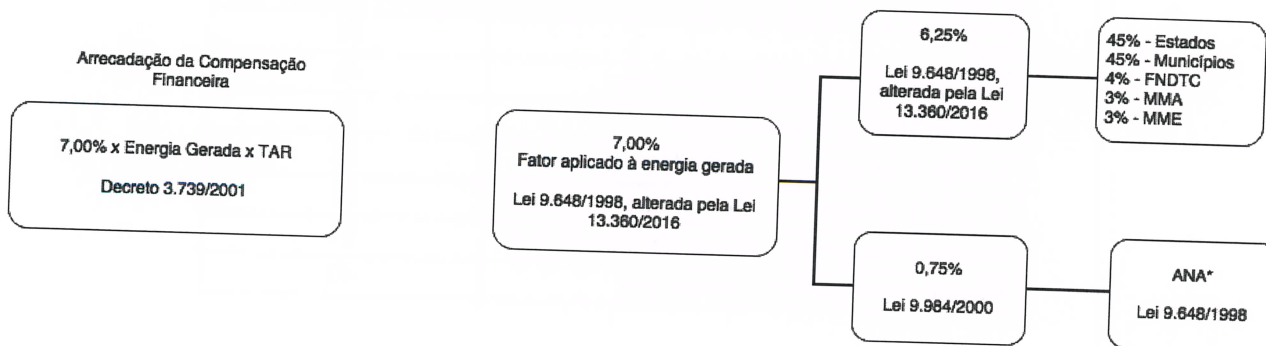 Arrecadação da Compensação
Financeira
7,00% x Energia Gerada x TAR
Decreto 3.739/2001
7,00%
Fator aplicado à energia gerada
Lei 9.648/1998, alterada pela Lei
13.360/2016
6,25%
Lei 9.648/1998,
alterada pela Lei
13.360/2016
45% - Estados
45% - Municípios
4% - FNDTC
3% - MMA
3% - MME
0,75%
Lei 9.984/2000
ANA*
Lei 9.648/1998